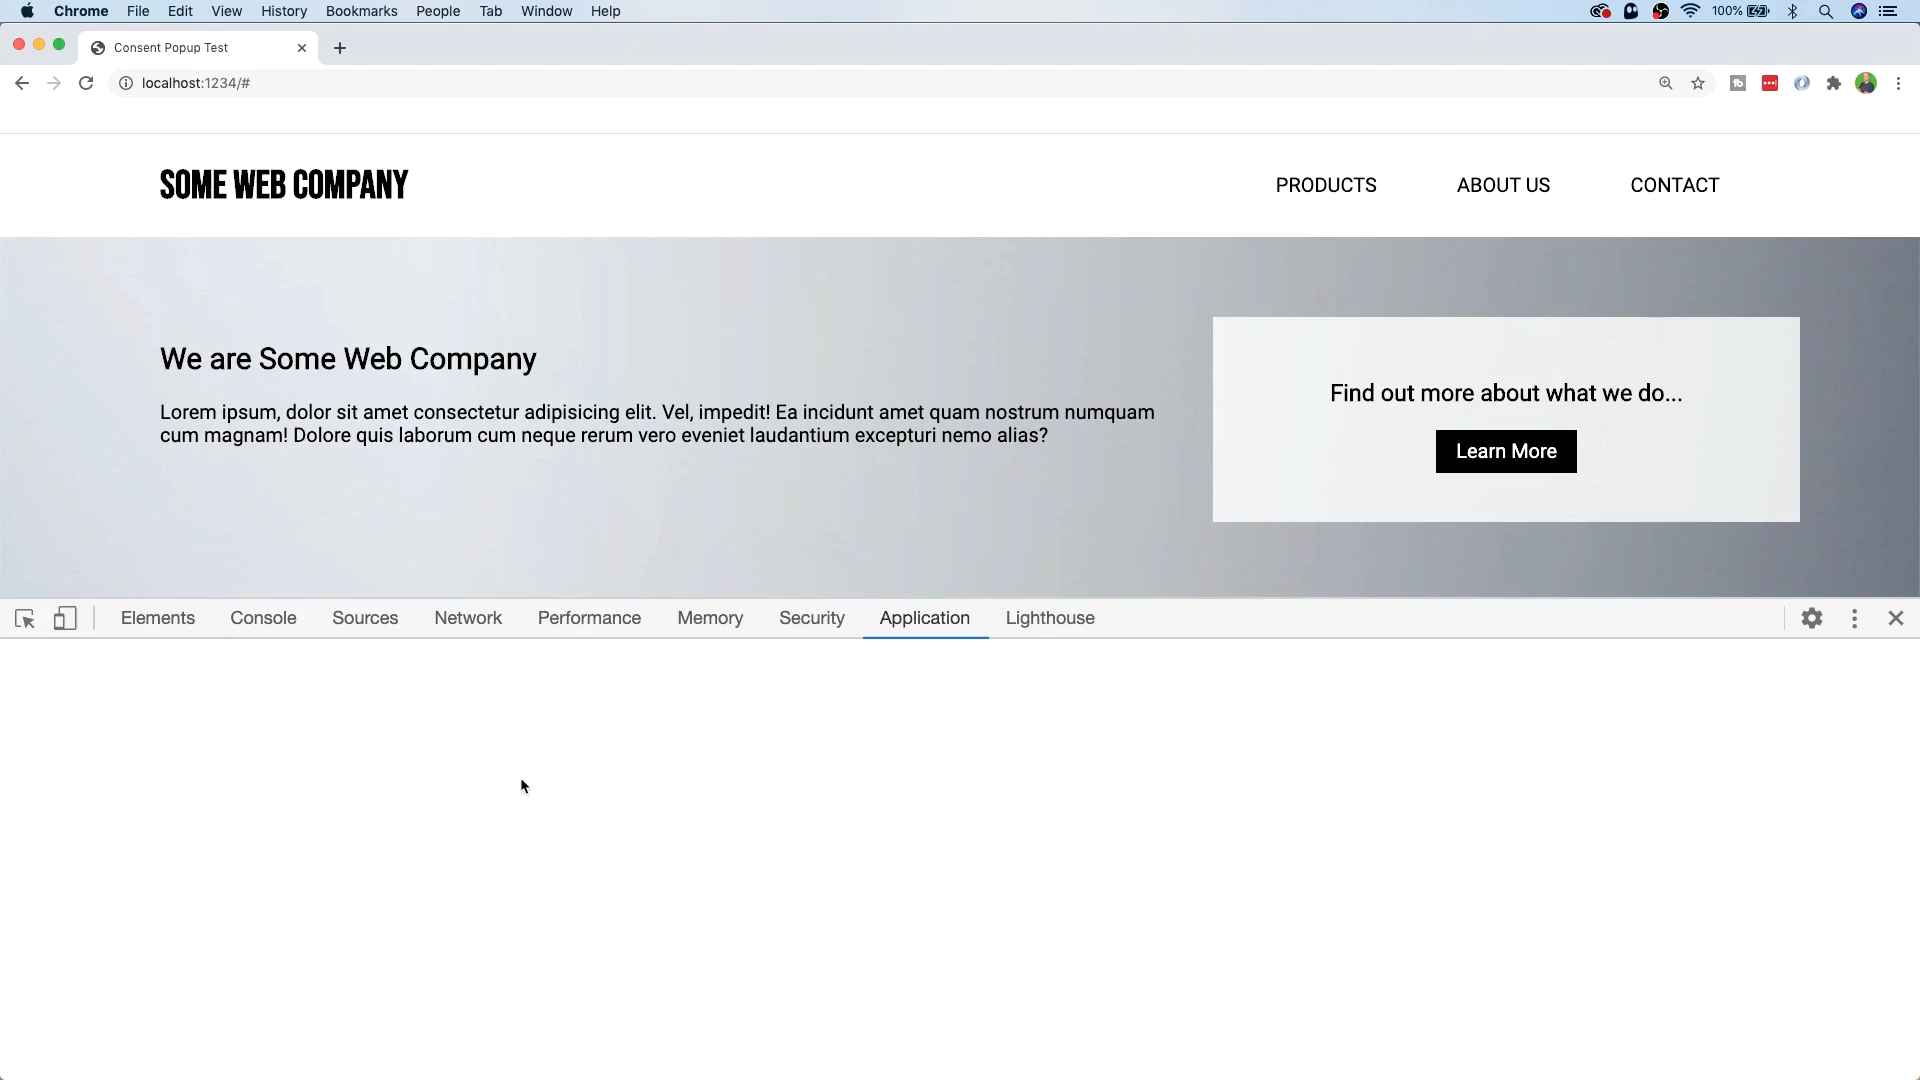 Chrome File Edit View History Bookmarks People Tab Window Help 100%
Consent Popup Test
localhost:1234/#
SOME WEB COMPANY PRODUCTS ABOUT US CONTACT
We are Some Web Company
Lorem ipsum, dolor sit amet consectetur adipisicing elit. Vel, impedit! Ea incidunt amet quam nostrum numquam
cum magnam! Dolore quis laborum cum neque rerum vero eveniet laudantium excepturi nemo alias?
Find out more about what we do...
Learn More
Elements Console Sources Network Performance Memory Security Application Lighthouse